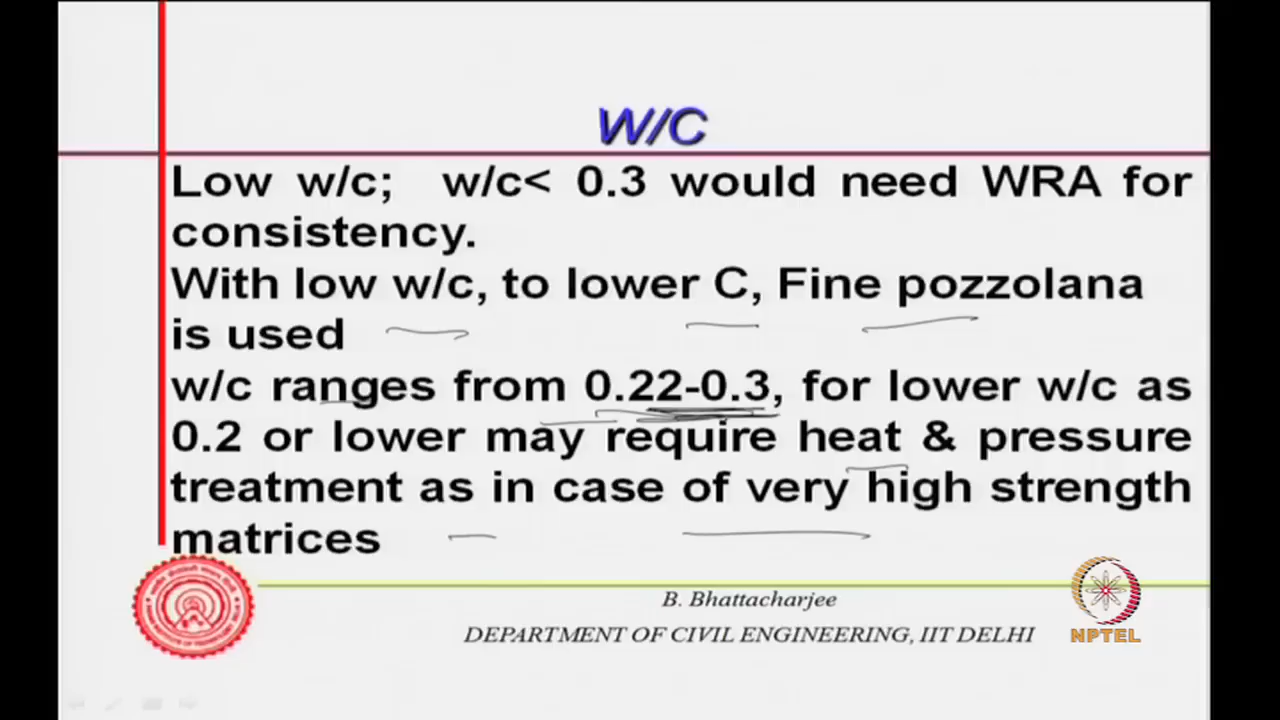 W/C
Low w/c; w/c< 0.3 would need WRA for
consistency.
With low w/c, to lower C, Fine pozzolana
is used
w/c ranges from 0.22-0.3, for lower w/c as
0.2 or lower may require heat & pressure
treatment as in case of very high strength
matrices
B. Bhattacharjee
DEPARTMENT OF CIVIL ENGINEERING, IIT DELHI
NPTEL